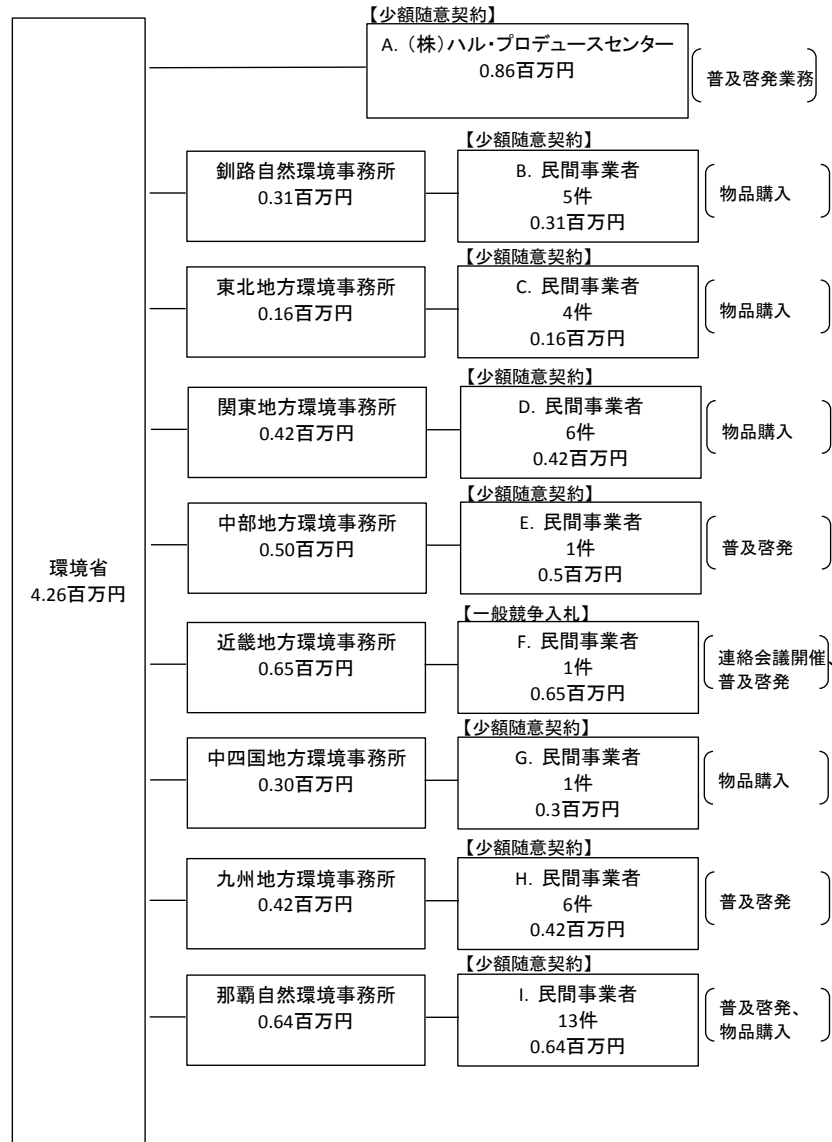 環境省
4.26百万円
【少額随意契約】
A. （株）ハル・プロデュースセンター
0.86百万円
普及啓発業務
釧路自然環境事務所
0.31百万円
【少額随意契約】
B. 民間事業者
5件
0.31百万円
物品購入
東北地方環境事務所
0.16百万円
【少額随意契約】
C. 民間事業者
4件
0.16百万円
物品購入
関東地方環境事務所
0.42百万円
【少額随意契約】
D. 民間事業者
6件
0.42百万円
物品購入
中部地方環境事務所
0.50百万円
【少額随意契約】
E. 民間事業者
1件
0.5百万円
普及啓発
近畿地方環境事務所
0.65百万円
【一般競争入札】
F. 民間事業者
1件
0.65百万円
連絡会議開催、
普及啓発
中四国地方環境事務所
0.30百万円
【少額随意契約】
G. 民間事業者
1件
0.3百万円
物品購入
九州地方環境事務所
0.42百万円
【少額随意契約】
H. 民間事業者
6件
0.42百万円
普及啓発
那覇自然環境事務所
0.64百万円
【少額随意契約】
I. 民間事業者
13件
0.64百万円
普及啓発、
物品購入